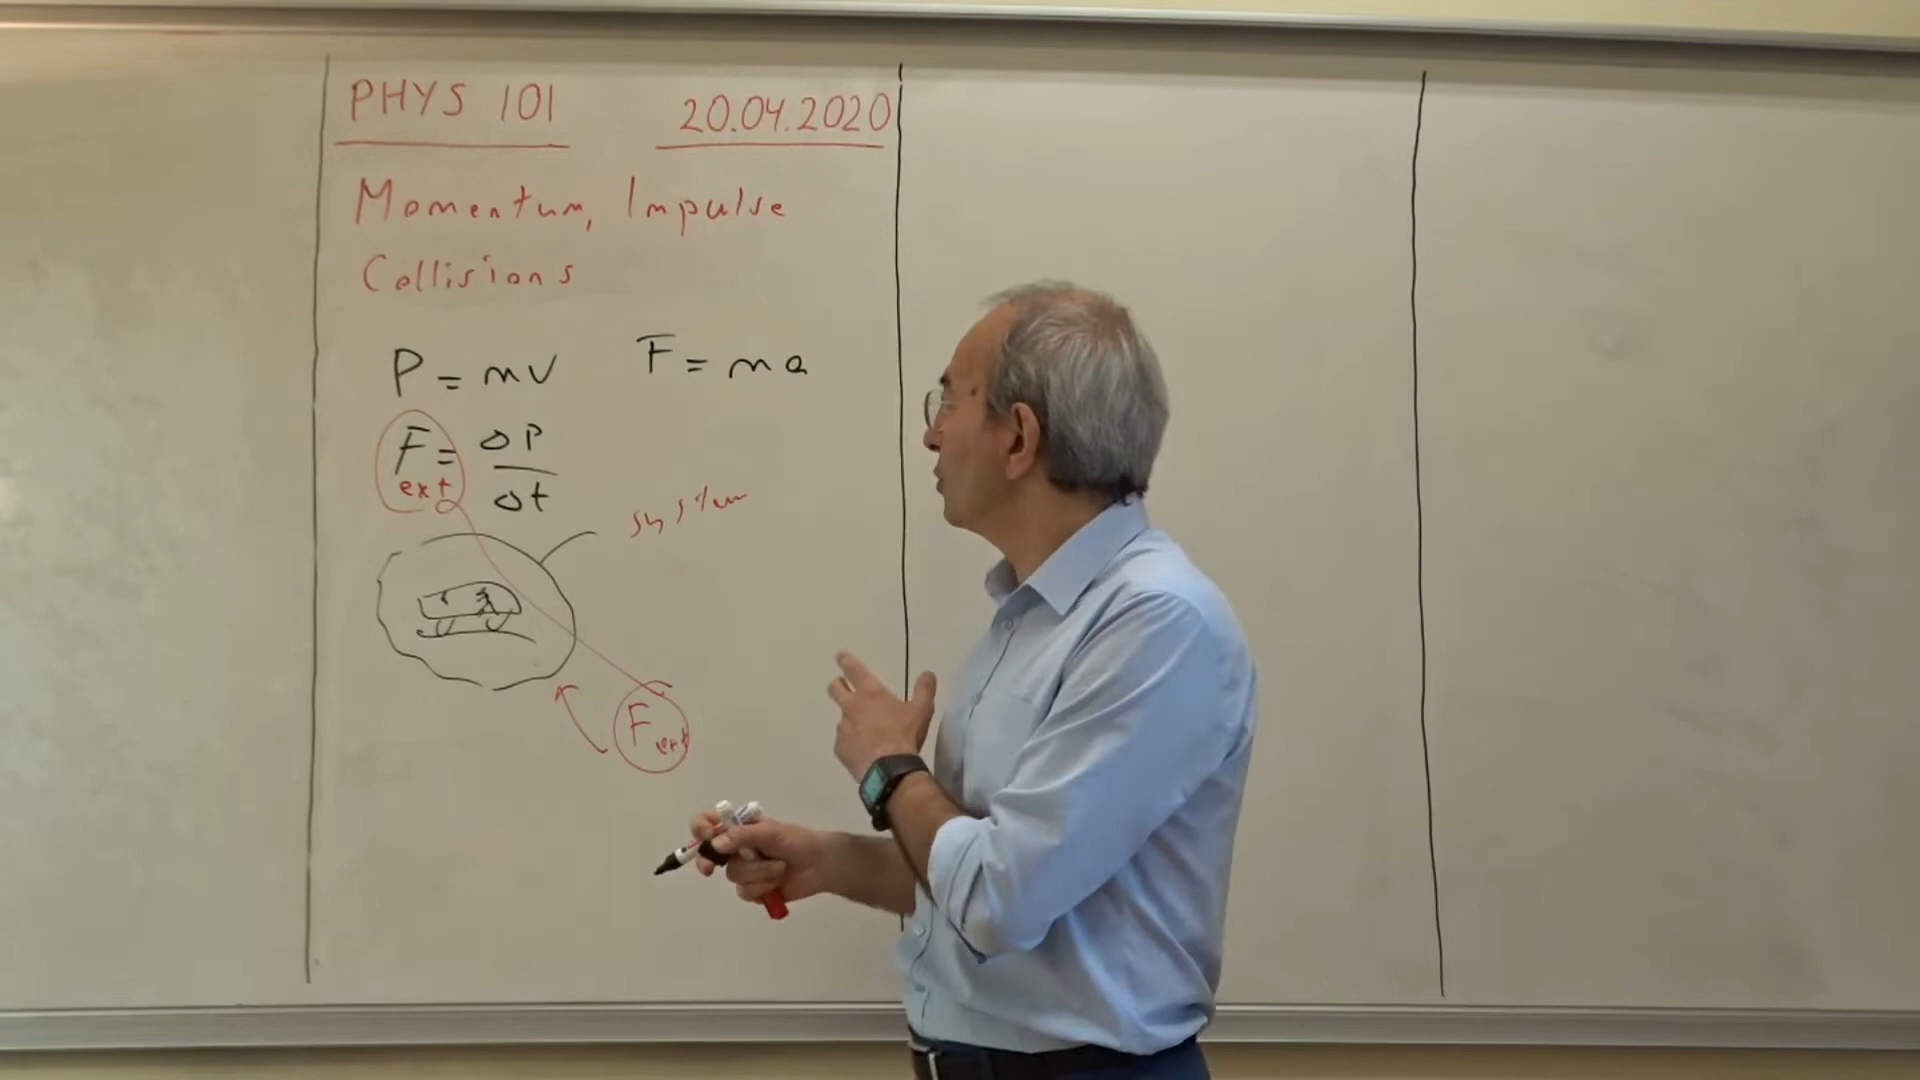 PHYS 101 20.04.2020
Momentum, Impulse
Collisions
P = mv F = ma
F = ΔP
ext Δt
system
F ext